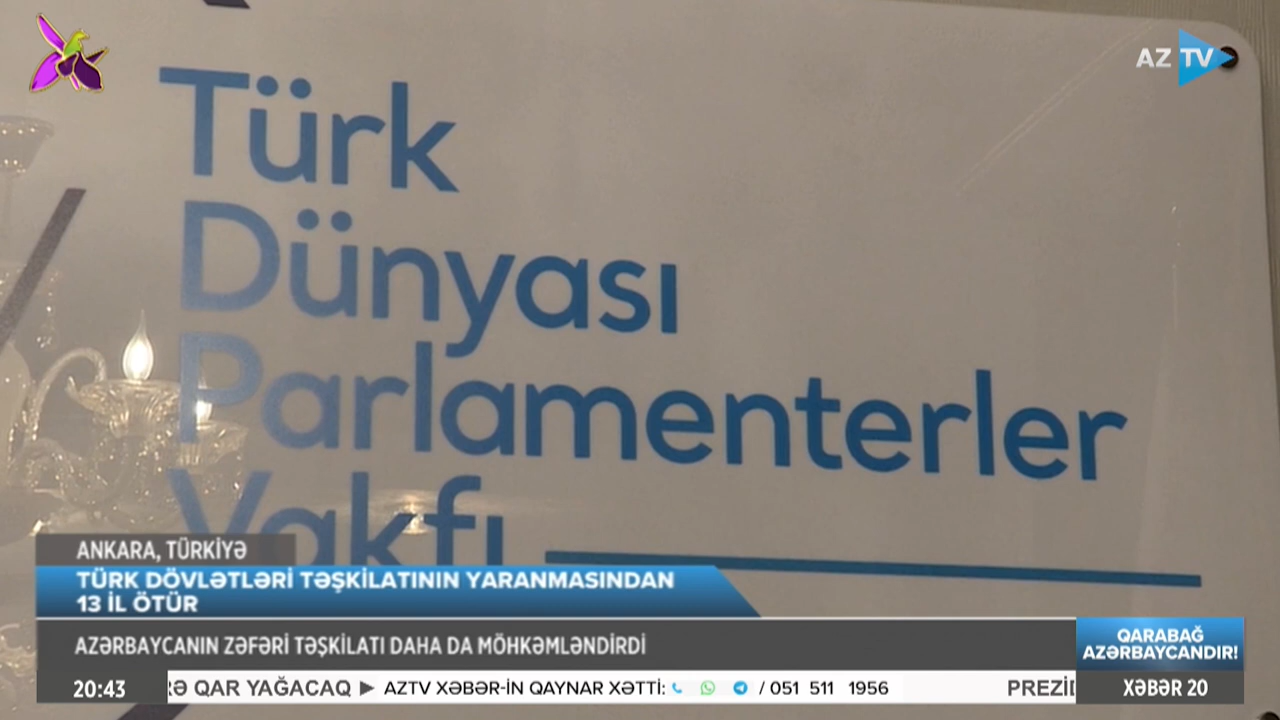 AZ TV
Türk
Dünyası
Parlamenterler
Vakfı
ANKARA, TÜRKİYƏ
TÜRK DÖVLƏTLƏRİ TƏŞKİLATININ YARANMASINDAN
13 İL ÖTÜR
AZƏRBAYCANIN ZƏFƏRİ TƏŞKİLATI DAHA DA MÖHKƏMLƏNDİRDİ
QARABAĞ
AZƏRBAYCANDIR!
20:43
QAR YAĞACAQ ▶ AZTV XƏBƏR-İN QAYNAR XƏTTİ: / 051 511 1956
XƏBƏR 20